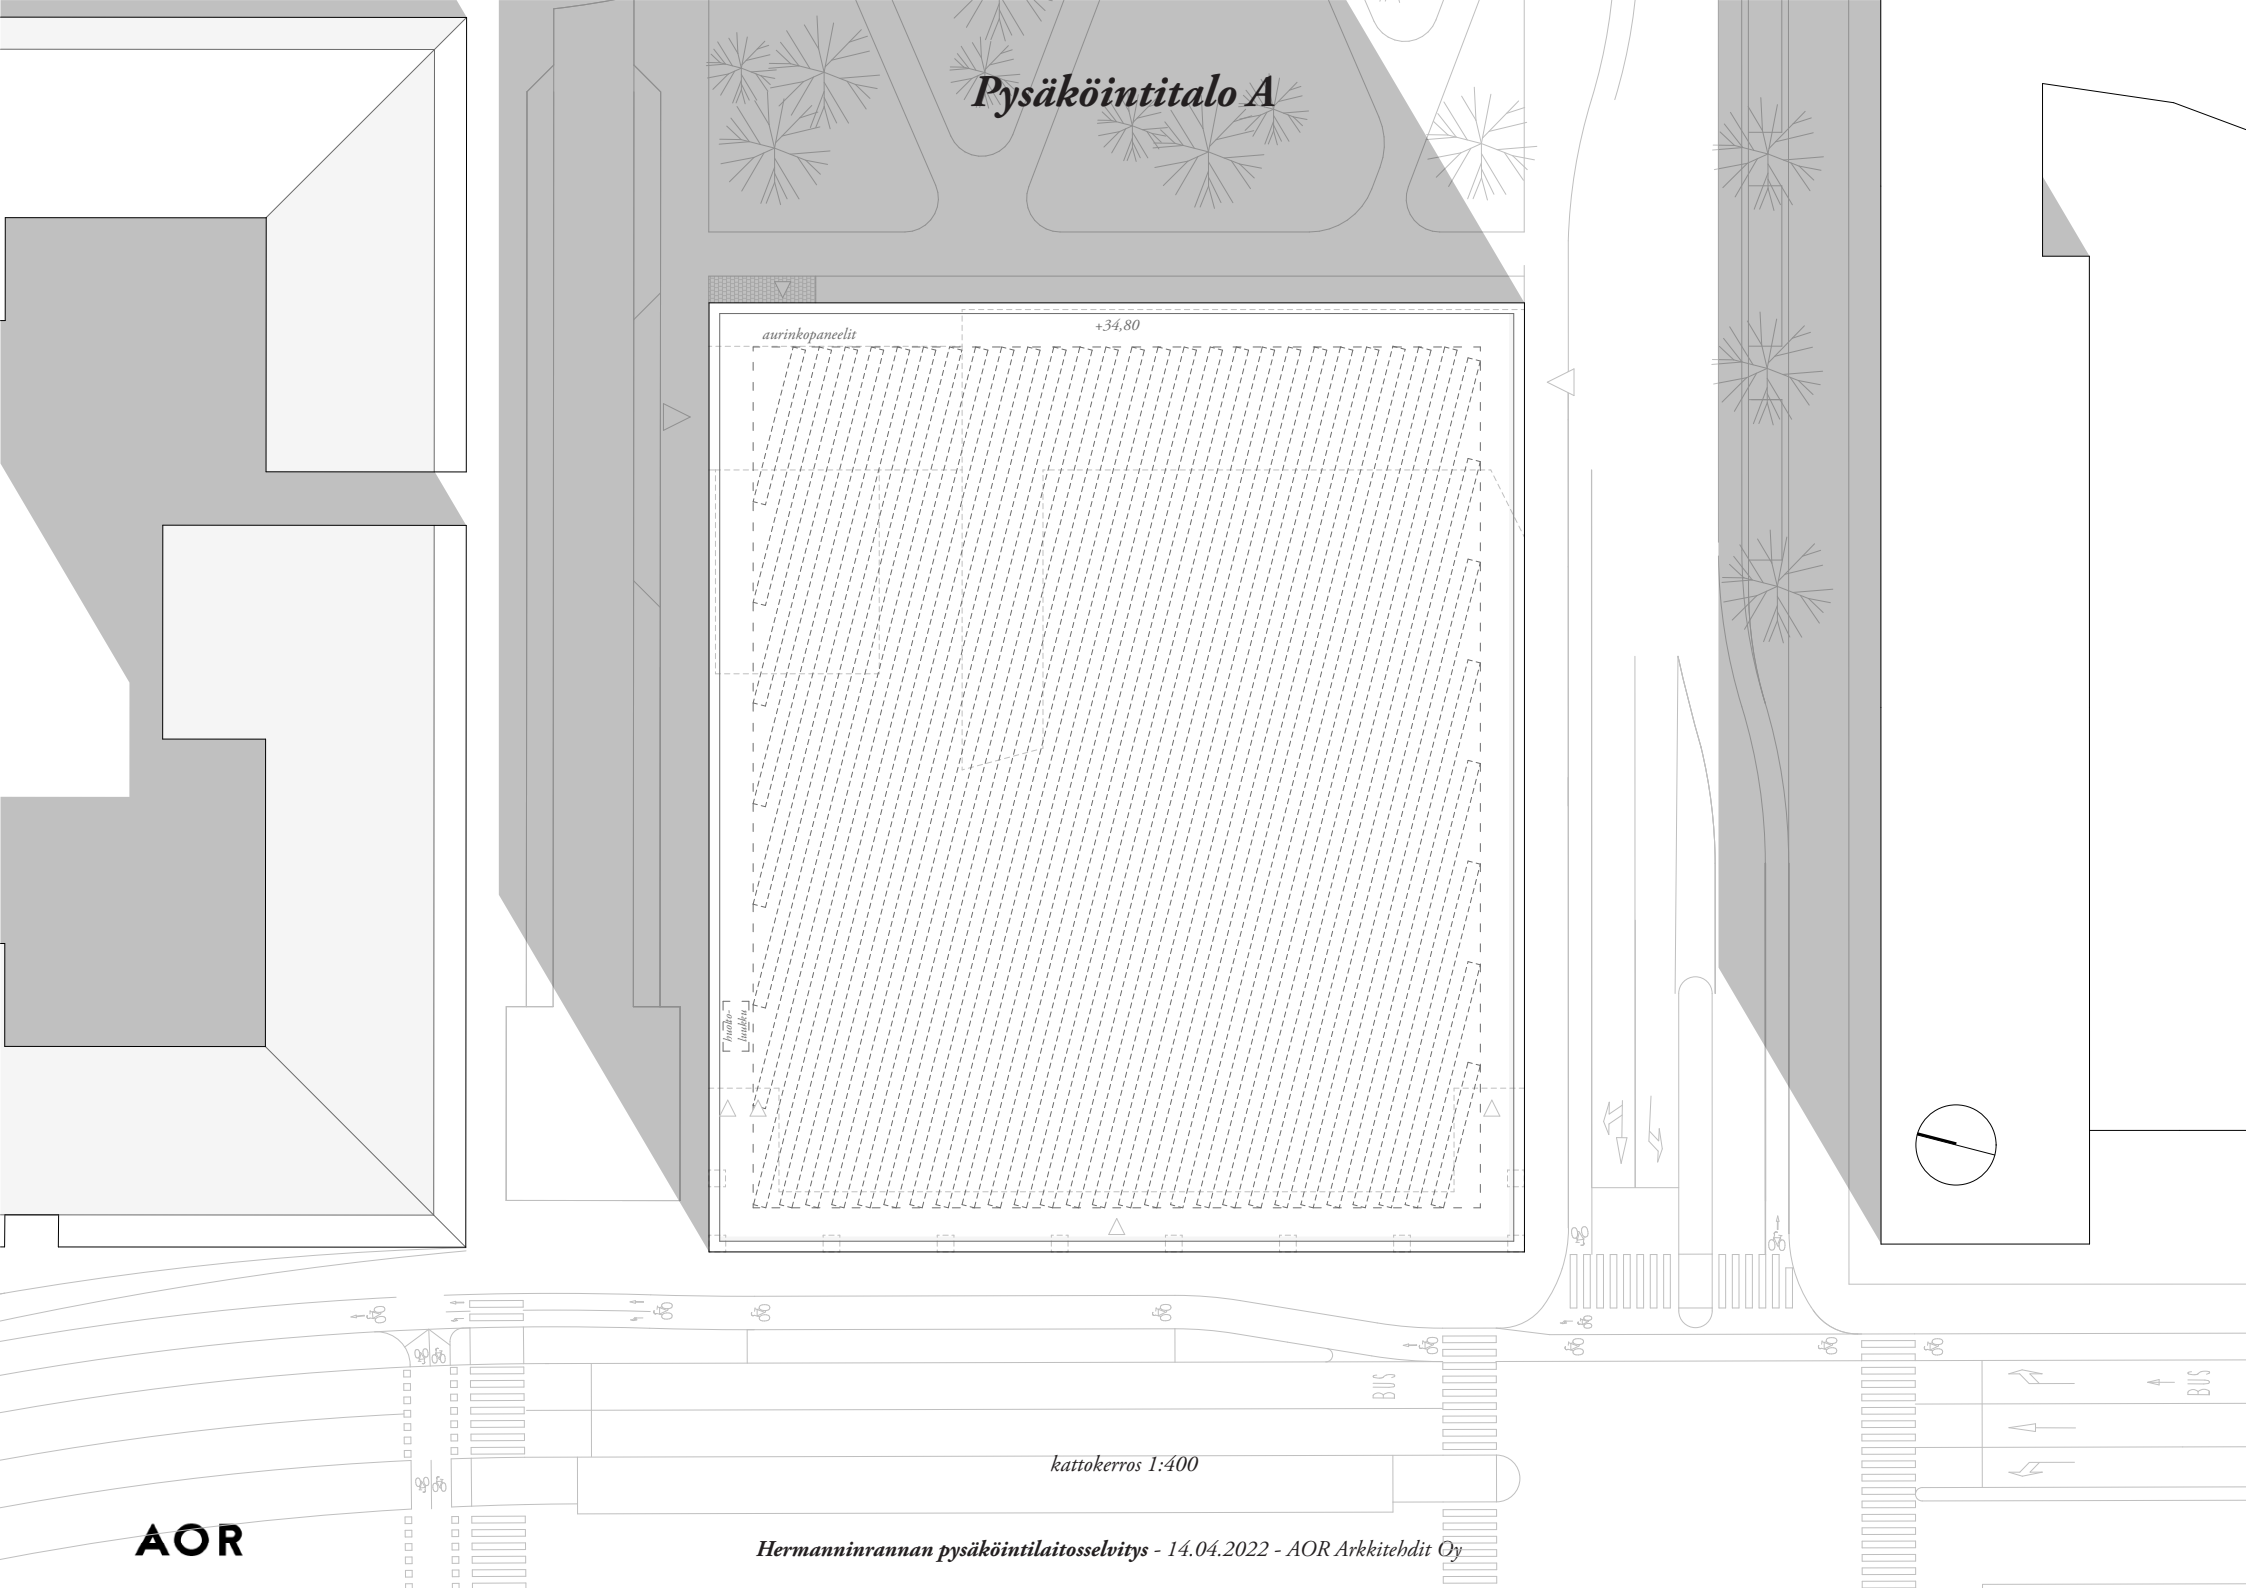 Pysäköintitalo A
aurinkopaneelit
+34,80
huolto-
luukku
BUS
BUS
kattokerros 1:400
AOR
Hermanninrannan pysäköintilaitosselvitys - 14.04.2022 - AOR Arkkitehdit Oy